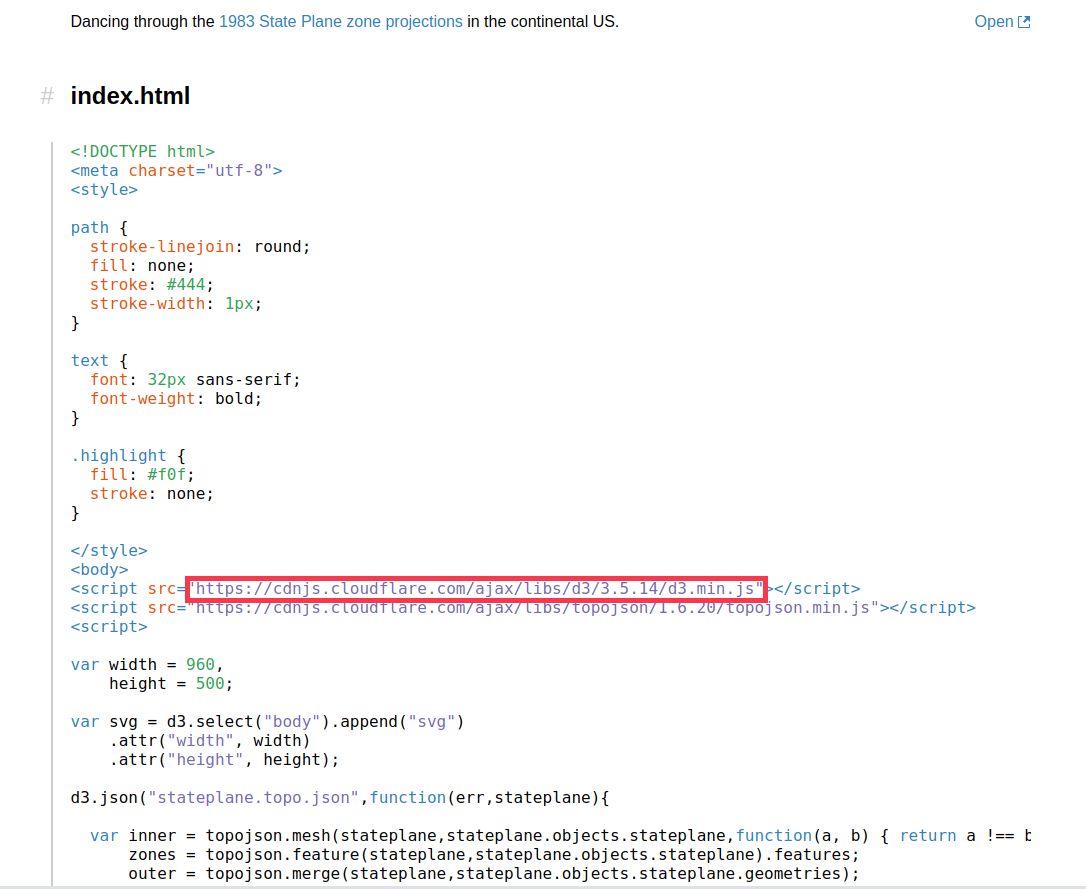 Dancing through the 1983 State Plane zone projections in the continental US.
Open
# index.html
<!DOCTYPE html>
<meta charset="utf-8">
<style>
path {
  stroke-linejoin: round;
  fill: none;
  stroke: #444;
  stroke-width: 1px;
}
text {
  font: 32px sans-serif;
  font-weight: bold;
}
.highlight {
  fill: #f0f;
  stroke: none;
}
</style>
<body>
<script src="https://cdnjs.cloudflare.com/ajax/libs/d3/3.5.14/d3.min.js"></script>
<script src="https://cdnjs.cloudflare.com/ajax/libs/topojson/1.6.20/topojson.min.js"></script>
<script>
var width = 960,
    height = 500;
var svg = d3.select("body").append("svg")
    .attr("width", width)
    .attr("height", height);
d3.json("stateplane.topo.json",function(err,stateplane){
  var inner = topojson.mesh(stateplane,stateplane.objects.stateplane,function(a, b) { return a !== b
      zones = topojson.feature(stateplane,stateplane.objects.stateplane).features;
      outer = topojson.merge(stateplane,stateplane.objects.stateplane.geometries);